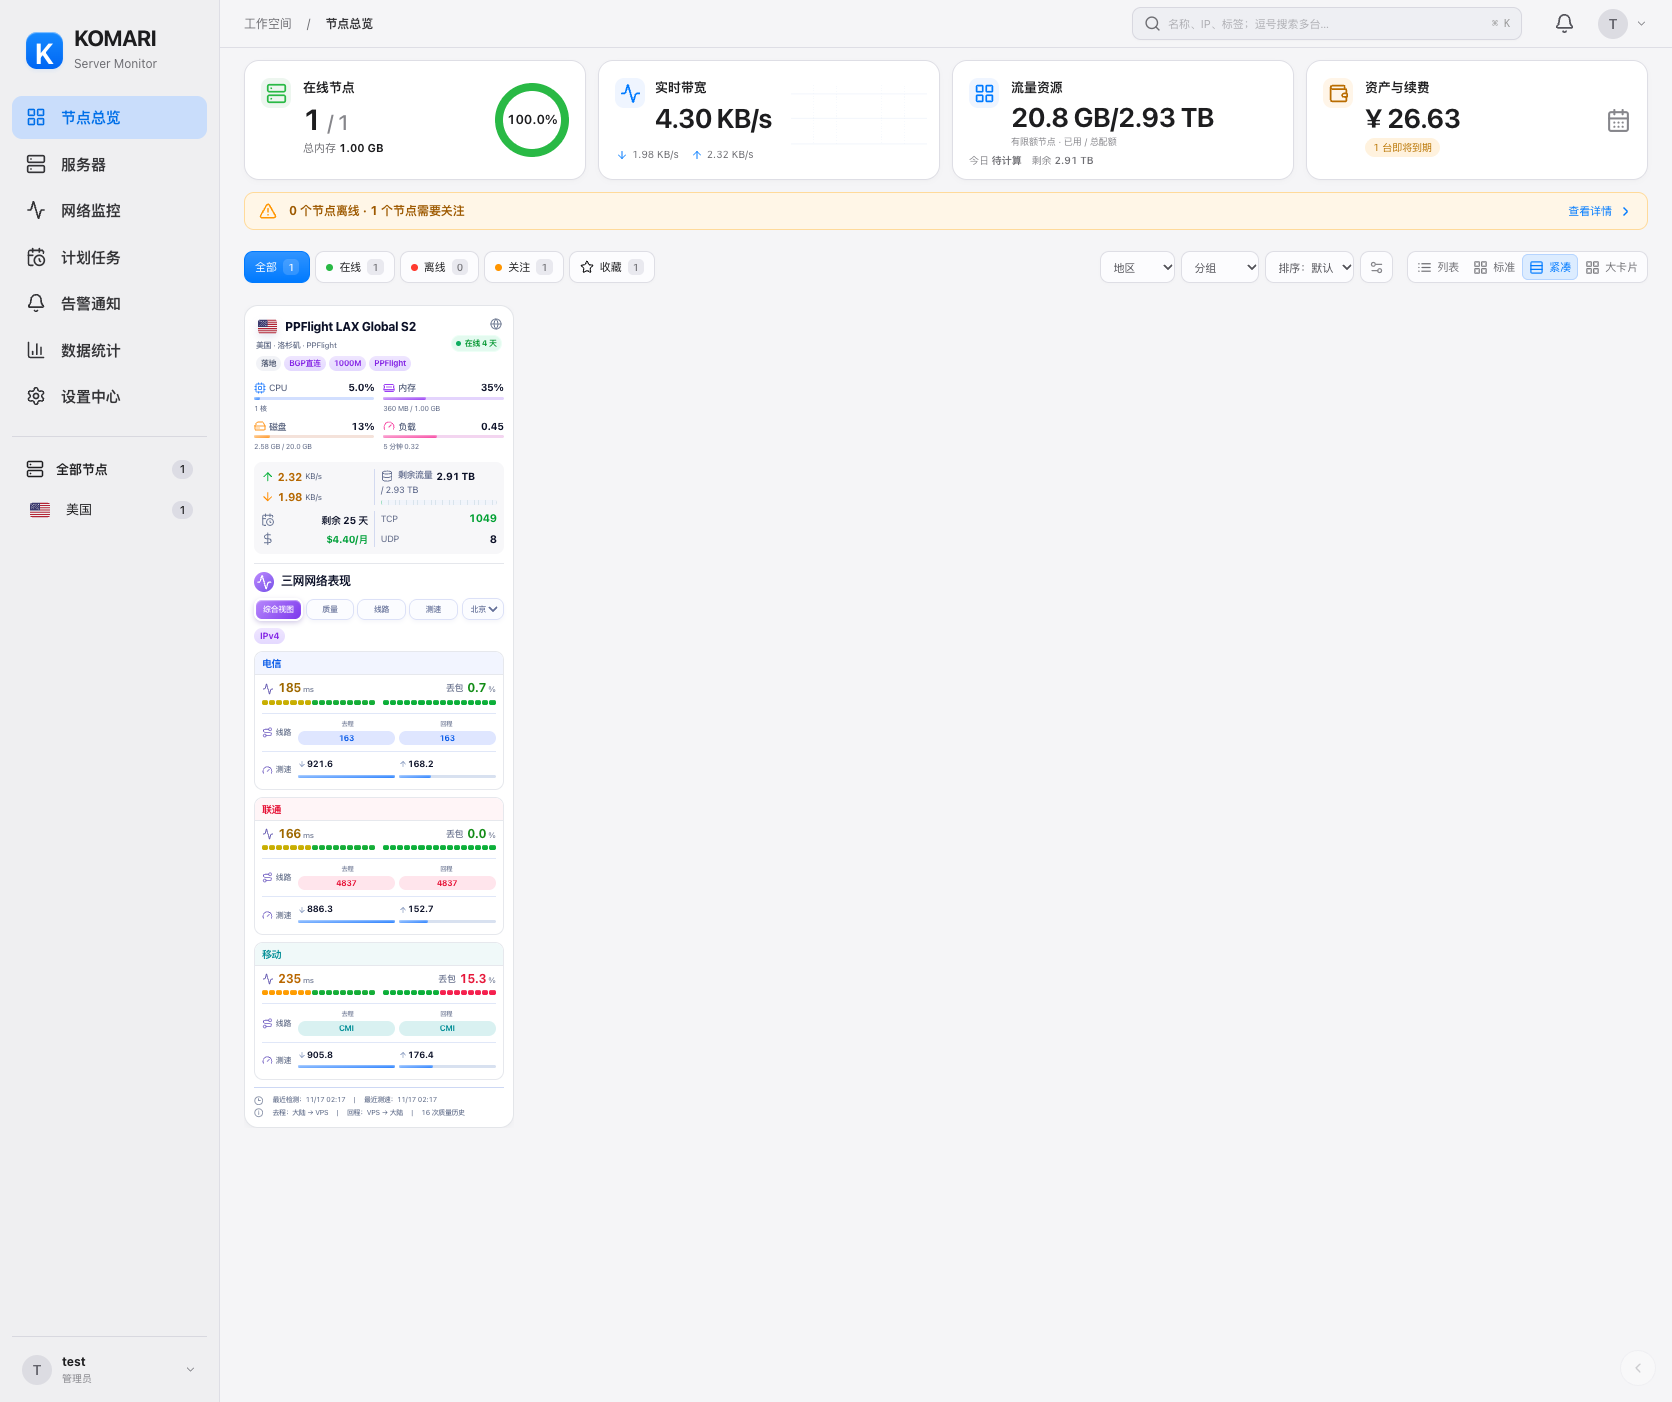 KOMARI
Server Monitor
节点总览
服务器
网络监控
计划任务
告警通知
数据统计
设置中心
全部节点 1
美国 1
T test
管理员
工作空间 / 节点总览
名称、IP、标签；逗号搜索多台... ⌘ K
T
在线节点
1 / 1
总内存 1.00 GB
100.0%
实时带宽
4.30 KB/s
↓ 1.98 KB/s ↑ 2.32 KB/s
流量资源
20.8 GB/2.93 TB
有限额节点 · 已用 / 总配额
今日 待计算 剩余 2.91 TB
资产与续费
¥ 26.63
1 台即将到期
0 个节点离线 · 1 个节点需要关注
查看详情
全部 1 在线 1 离线 0 关注 1 收藏 1
地区 分组 排序：默认 列表 标准 紧凑 大卡片
PPFlight LAX Global S2
美国 · 洛杉矶 · PPFlight
在线 4 天
落地 BGP直连 1000M PPFlight
CPU 5.0% 内存 35%
1 核 360 MB / 1.00 GB
磁盘 13% 负载 0.45
2.58 GB / 20.0 GB 5 分钟 0.32
↑ 2.32 KB/s 剩余流量 2.91 TB
/ 2.93 TB
↓ 1.98 KB/s
剩余 25 天 TCP 1049
$4.40/月 UDP 8
三网网络表现
综合视图 质量 线路 测速 北京
IPv4
电信
185 ms 丢包 0.7 %
去程 回程
线路 163 163
测速 ↓ 921.6 ↑ 168.2
联通
166 ms 丢包 0.0 %
去程 回程
线路 4837 4837
测速 ↓ 886.3 ↑ 152.7
移动
235 ms 丢包 15.3 %
去程 回程
线路 CMI CMI
测速 ↓ 905.8 ↑ 176.4
最近检测：11/17 02:17 | 最近测速：11/17 02:17
去程：大陆 → VPS | 回程：VPS → 大陆 | 16 次质量历史